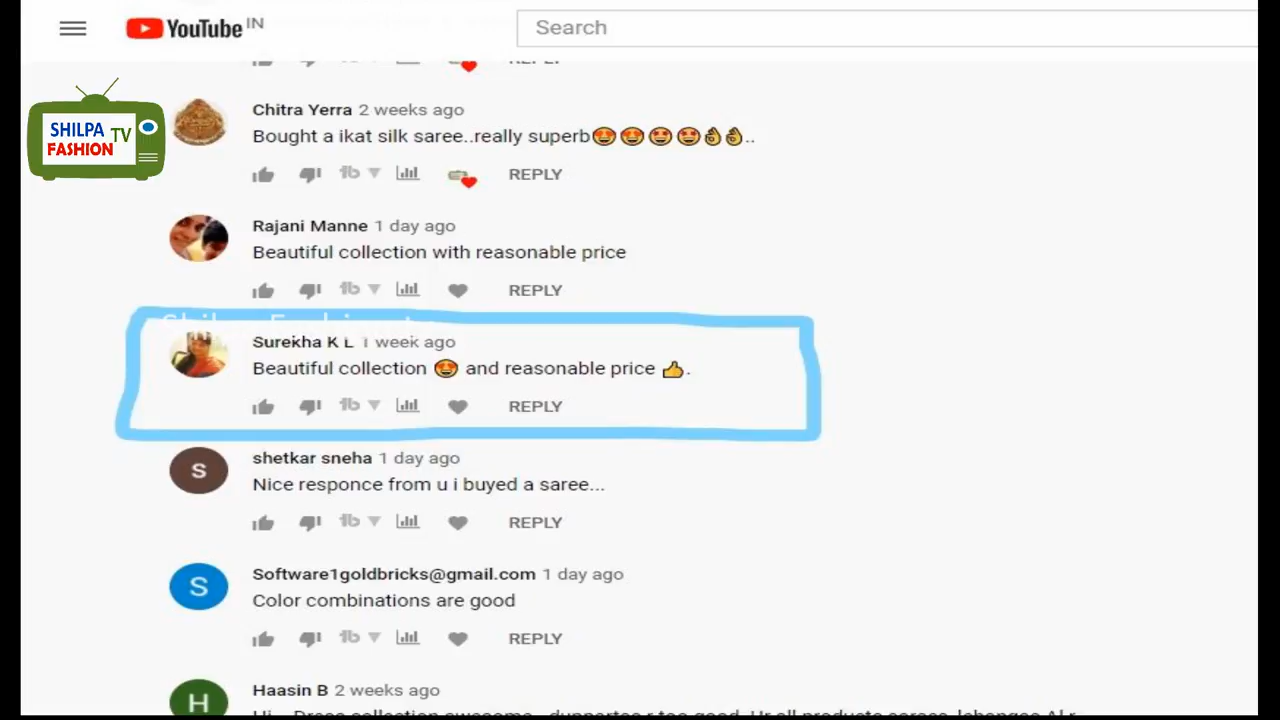 YouTube IN
Search
REPLY
SHILPA TV
FASHION
Chitra Yerra 2 weeks ago
Bought a ikat silk saree..really superb😍😍🤩🤩👌👌..
REPLY
Rajani Manne 1 day ago
Beautiful collection with reasonable price
REPLY
Surekha K L 1 week ago
Beautiful collection 😍 and reasonable price 👍.
REPLY
shetkar sneha 1 day ago
Nice responce from u i buyed a saree...
REPLY
S
Software1goldbricks@gmail.com 1 day ago
Color combinations are good
REPLY
S
Haasin B 2 weeks ago
H